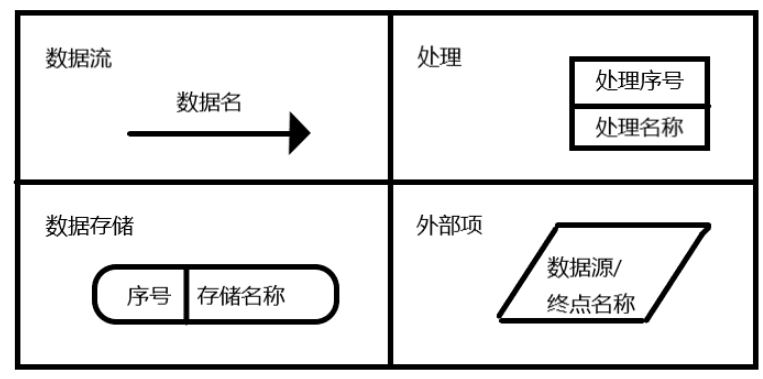 数据流
数据名
处理
处理序号
处理名称
数据存储
序号 存储名称
外部项
数据源/
终点名称